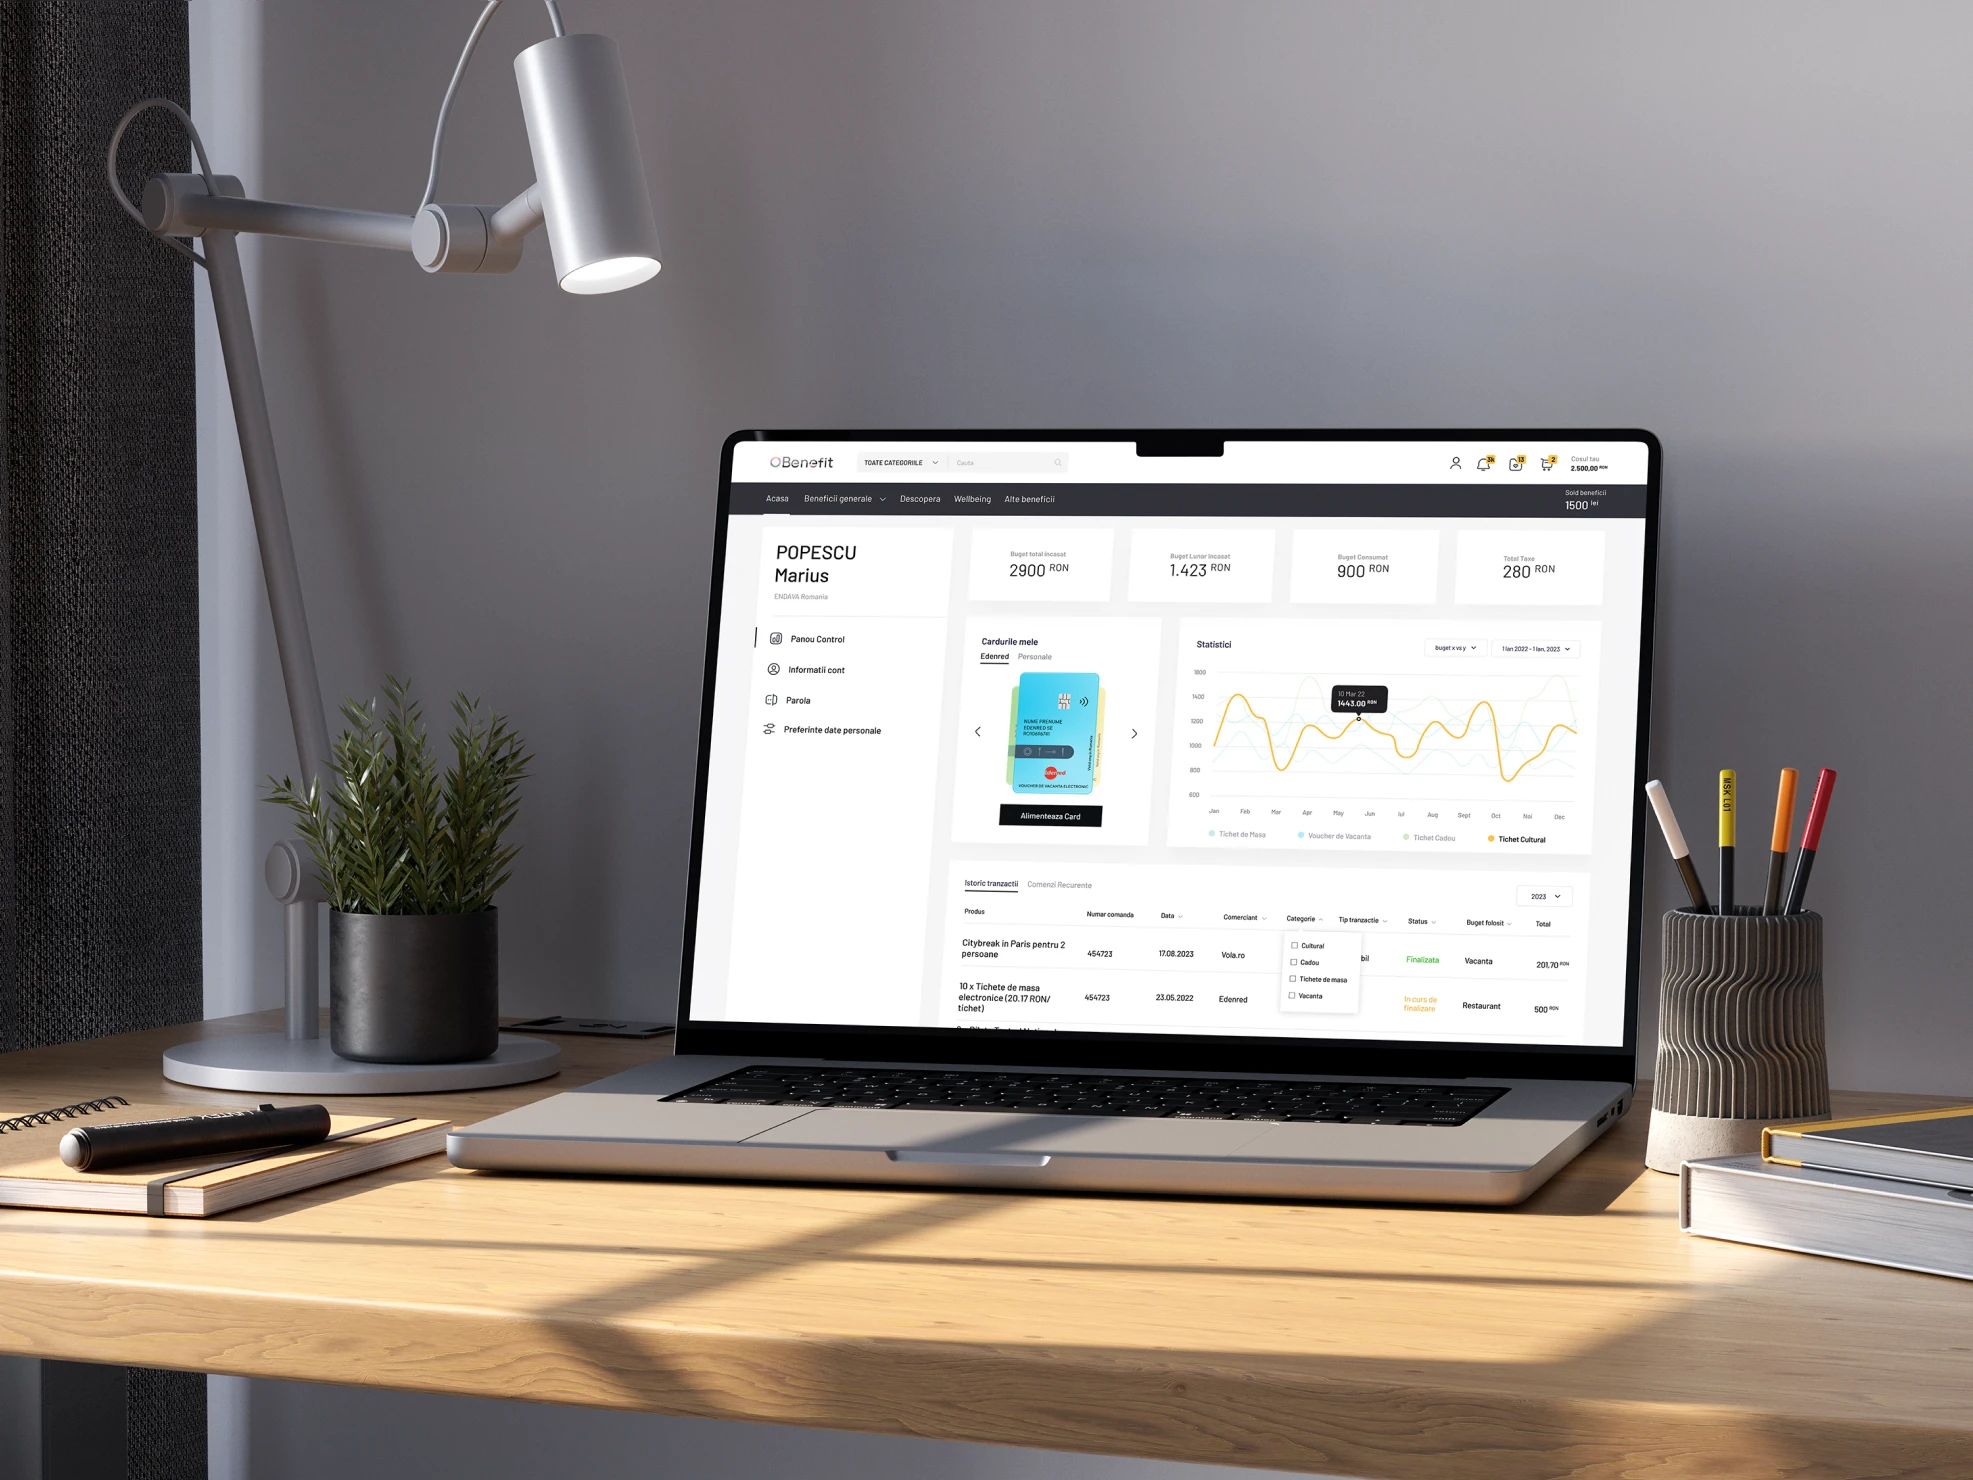 Benefit
TOATE CATEGORIILE
Cauta
3k
13
2
Cosul tau
2.500,00 RON
Acasa
Beneficii generale
Descopera
Wellbeing
Alte beneficii
Sold beneficii
1500 lei
POPESCU
Marius
ENDAVA Romania
Panou Control
Informatii cont
Parola
Preferinte date personale
Buget total incasat
2900 RON
Buget Lunar Incasat
1.423 RON
Buget Consumat
900 RON
Total Taxe
280 RON
Cardurile mele
Edenred
Personale
NUME PRENUME
EDENRED SE
Edenred
VOUCHER DE VACANTA ELECTRONIC
Alimenteaza Card
Statistici
buget x vs y
1 Ian 2022 - 1 Ian, 2023
1800
1400
1200
1000
800
600
10 Mar 22
1443.00 RON
Jan
Feb
Mar
Apr
May
Jun
Iul
Aug
Sept
Oct
Noi
Dec
Tichet de Masa
Voucher de Vacanta
Tichet Cadou
Tichet Cultural
Istoric tranzactii
Comenzi Recurente
2023
Produs
Numar comanda
Data
Comerciant
Categorie
Tip tranzactie
Status
Buget folosit
Total
Citybreak in Paris pentru 2
persoane
454723
17.08.2023
Vola.ro
bil
Finalizata
Vacanta
201,70 RON
Cultural
Cadou
Tichete de masa
Vacanta
10 x Tichete de masa
electronice (20.17 RON/
tichet)
454723
23.05.2022
Edenred
In curs de
finalizare
Restaurant
500 RON
MSK L01